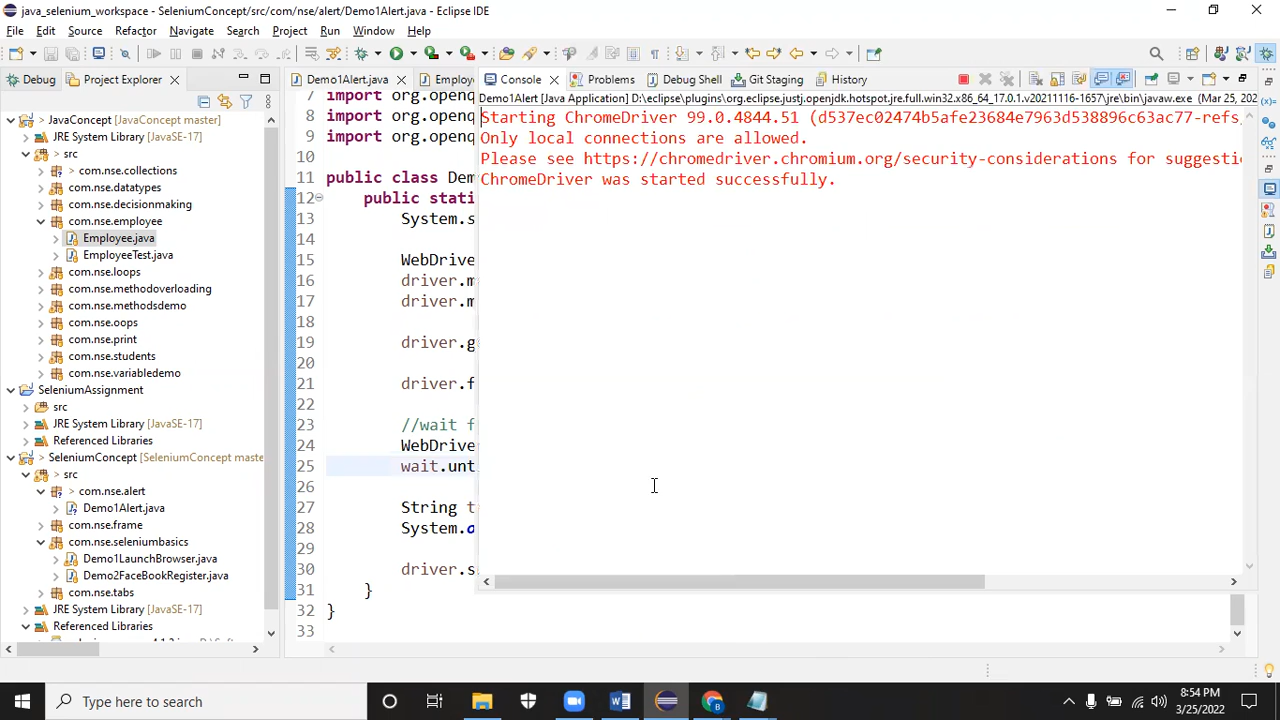 java_selenium_workspace - SeleniumConcept/src/com/nse/alert/Demo1Alert.java - Eclipse IDE
File Edit Source Refactor Navigate Search Project Run Window Help
Debug Project Explorer Demo1Alert.java Employ Console Problems Debug Shell Git Staging History
Demo1Alert [Java Application] D:\eclipse\plugins\org.eclipse.justj.openjdk.hotspot.jre.full.win32.x86_64_17.0.1.v20211116-1657\jre\bin\javaw.exe (Mar 25, 202
Starting ChromeDriver 99.0.4844.51 (d537ec02474b5afe23684e7963d538896c63ac77-refs
Only local connections are allowed.
Please see https://chromedriver.chromium.org/security-considerations for suggesti
ChromeDriver was started successfully.
JavaConcept [JavaConcept master]
JRE System Library [JavaSE-17]
src
> com.nse.collections
com.nse.datatypes
com.nse.decisionmaking
com.nse.employee
Employee.java
EmployeeTest.java
com.nse.loops
com.nse.methodoverloading
com.nse.methodsdemo
com.nse.oops
com.nse.print
com.nse.students
com.nse.variabledemo
SeleniumAssignment
src
JRE System Library [JavaSE-17]
Referenced Libraries
SeleniumConcept [SeleniumConcept master]
src
> com.nse.alert
Demo1Alert.java
com.nse.frame
com.nse.seleniumbasics
Demo1LaunchBrowser.java
Demo2FaceBookRegister.java
com.nse.tabs
JRE System Library [JavaSE-17]
Referenced Libraries
7 import org.openq
8 import org.openq
9 import org.openq
10
11 public class Dem
12 public stati
13 System.s
14
15 WebDrive
16 driver.m
17 driver.m
18
19 driver.g
20
21 driver.f
22
23 //wait f
24 WebDrive
25 wait.unt
26
27 String t
28 System.o
29
30 driver.s
31 }
32 }
33
Type here to search
8:54 PM
3/25/2022